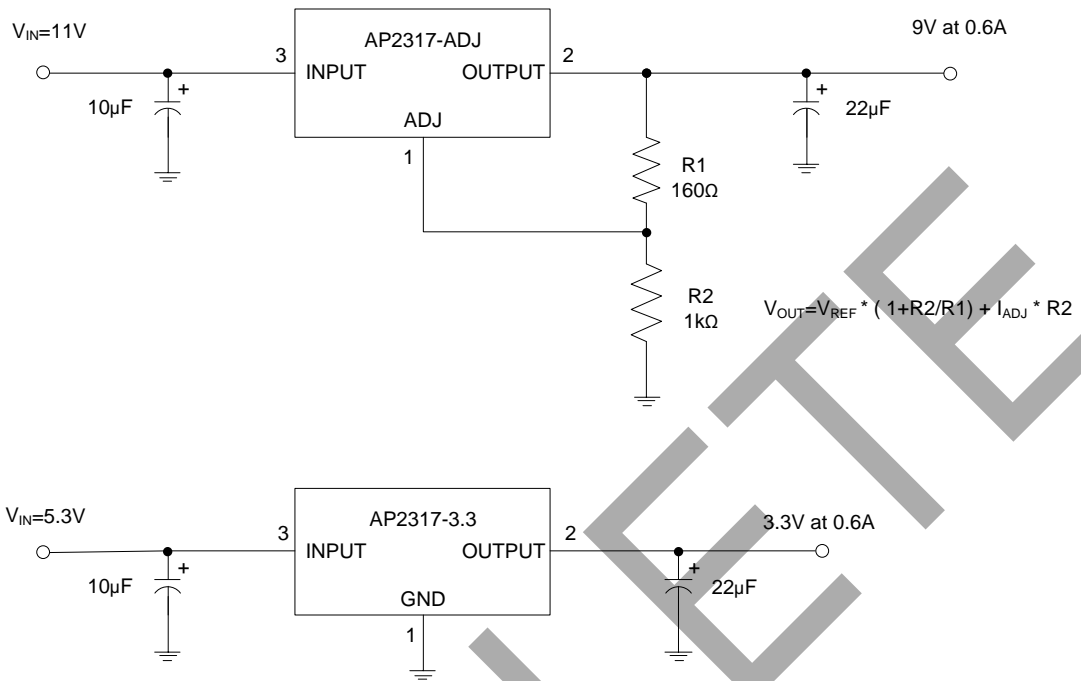 V_IN=11V
9V at 0.6A
AP2317-ADJ
3
INPUT
OUTPUT
2
ADJ
1
10µF
+
22µF
+
R1
160Ω
R2
1kΩ
V_OUT=V_REF * ( 1+R2/R1) + I_ADJ * R2
V_IN=5.3V
3.3V at 0.6A
AP2317-3.3
3
INPUT
OUTPUT
2
GND
1
10µF
+
22µF
+
ETE